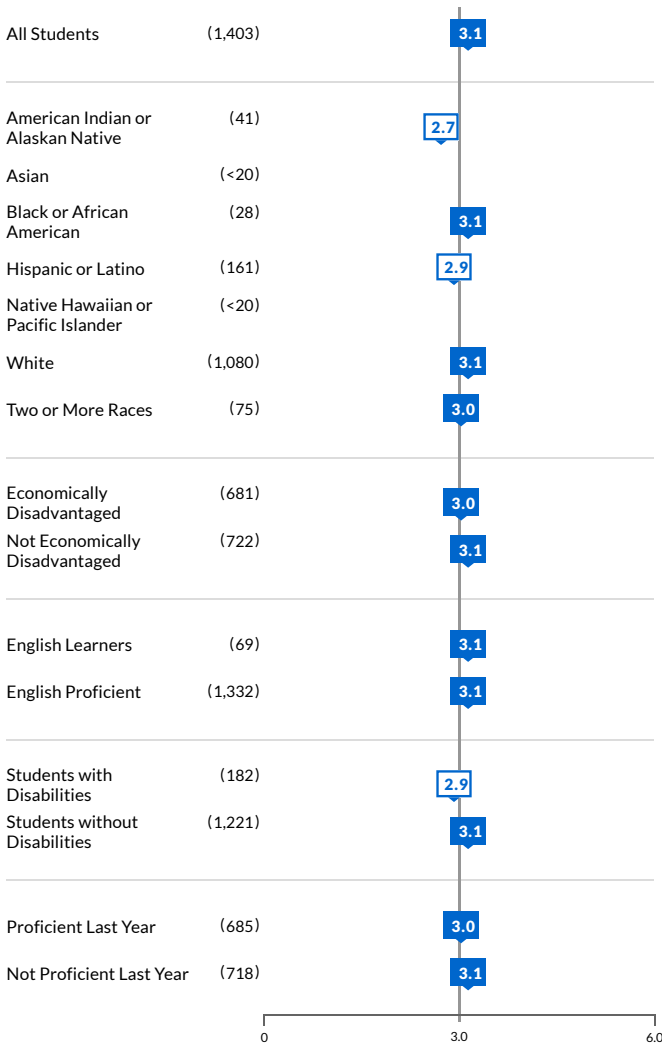 All Students (1,403) 3.1
American Indian or (41)
Alaskan Native 2.7
Asian (<20)
Black or African (28)
American 3.1
Hispanic or Latino (161) 2.9
Native Hawaiian or (<20)
Pacific Islander
White (1,080) 3.1
Two or More Races (75) 3.0
Economically (681)
Disadvantaged 3.0
Not Economically (722)
Disadvantaged 3.1
English Learners (69) 3.1
English Proficient (1,332) 3.1
Students with (182)
Disabilities 2.9
Students without (1,221)
Disabilities 3.1
Proficient Last Year (685) 3.0
Not Proficient Last Year (718) 3.1
0 3.0 6.0